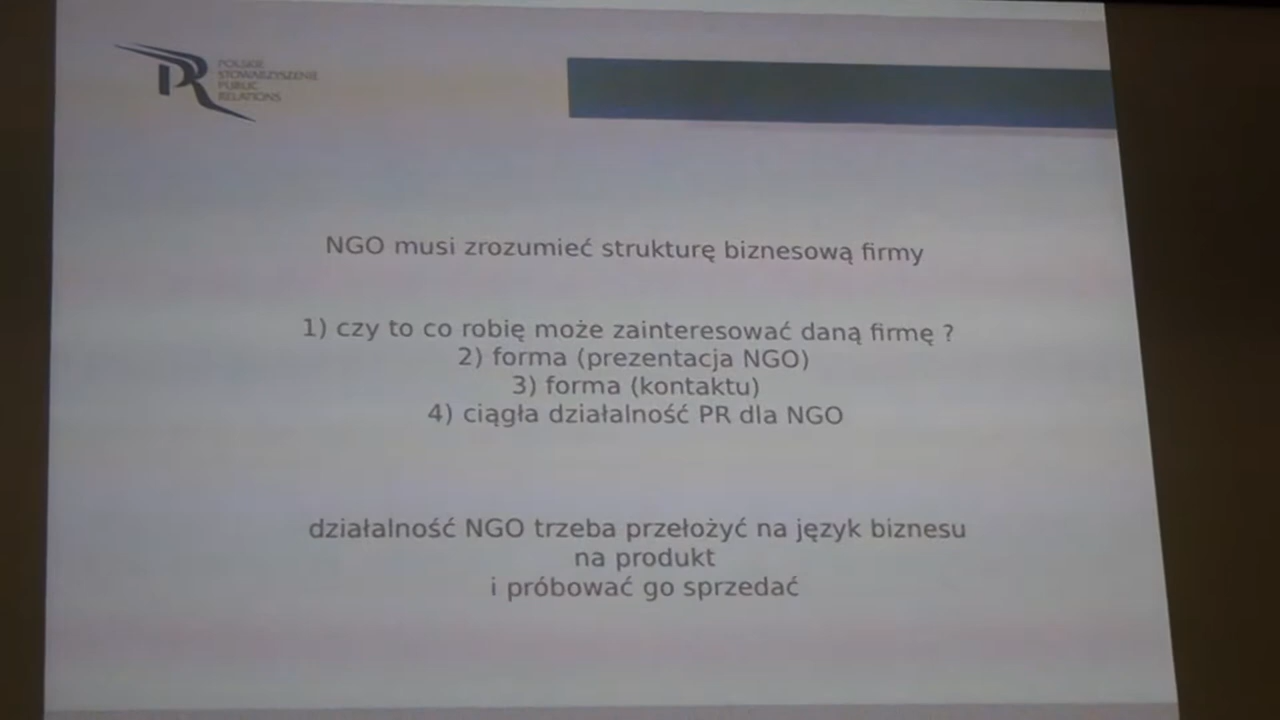 POLSKIE
STOWARZYSZENIE
PUBLIC
RELATIONS
NGO musi zrozumieć strukturę biznesową firmy
1) czy to co robię może zainteresować daną firmę ?
2) forma (prezentacja NGO)
3) forma (kontaktu)
4) ciągła działalność PR dla NGO
działalność NGO trzeba przełożyć na język biznesu
na produkt
i próbować go sprzedać